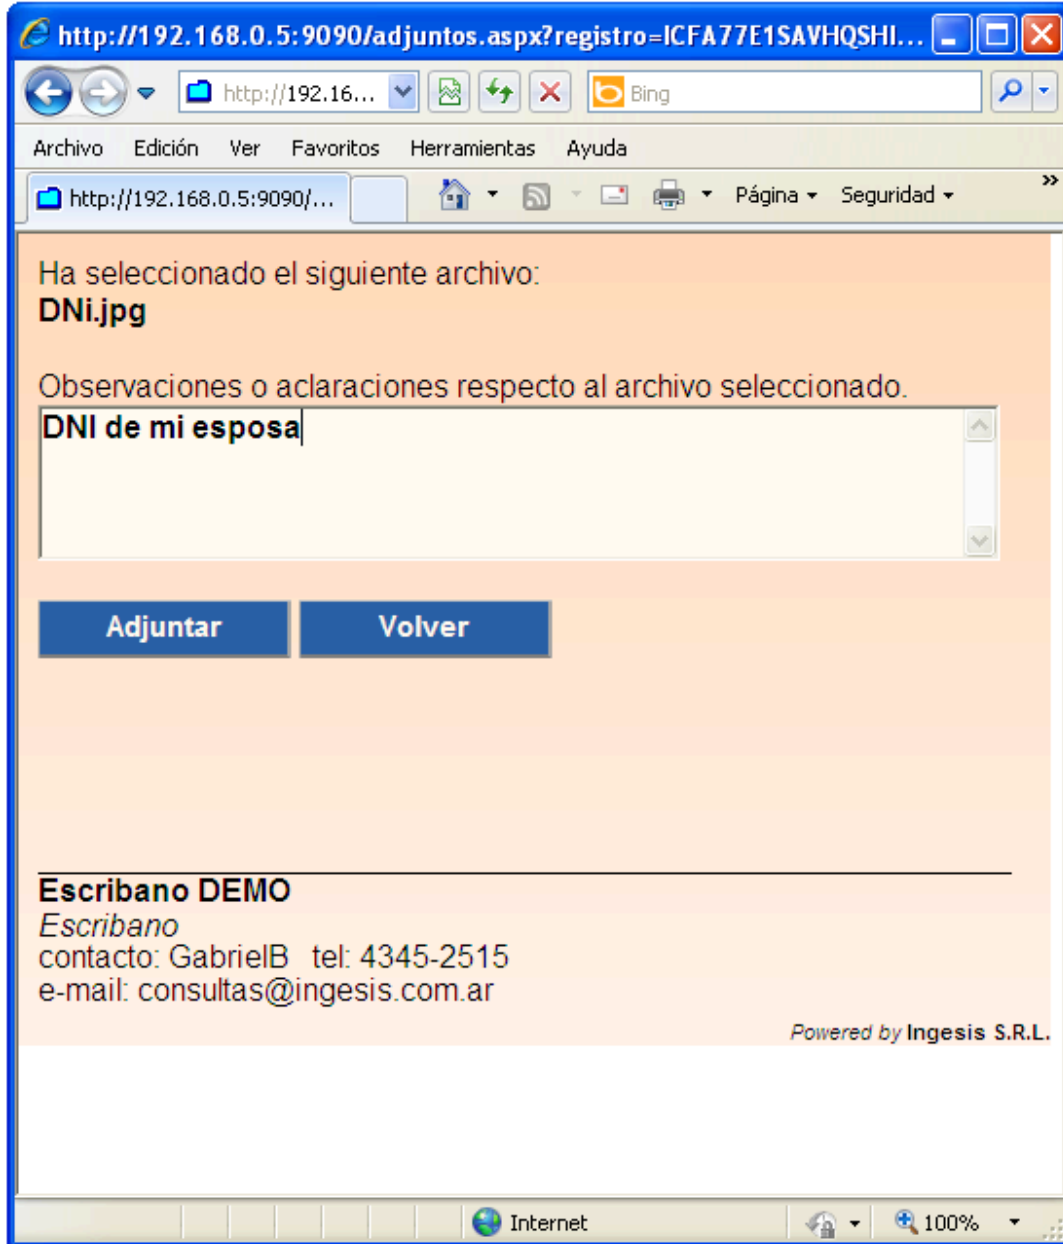 http://192.168.0.5:9090/adjuntos.aspx?registro=ICFA77E1SAVHQSHI...
http://192.16... Bing
Archivo Edición Ver Favoritos Herramientas Ayuda
http://192.168.0.5:9090/... Página Seguridad »
Ha seleccionado el siguiente archivo:
DNi.jpg
Observaciones o aclaraciones respecto al archivo seleccionado.
DNI de mi esposa
Adjuntar Volver
Escribano DEMO
Escribano
contacto: GabrielB tel: 4345-2515
e-mail: consultas@ingesis.com.ar
Powered by Ingesis S.R.L.
Internet 100%